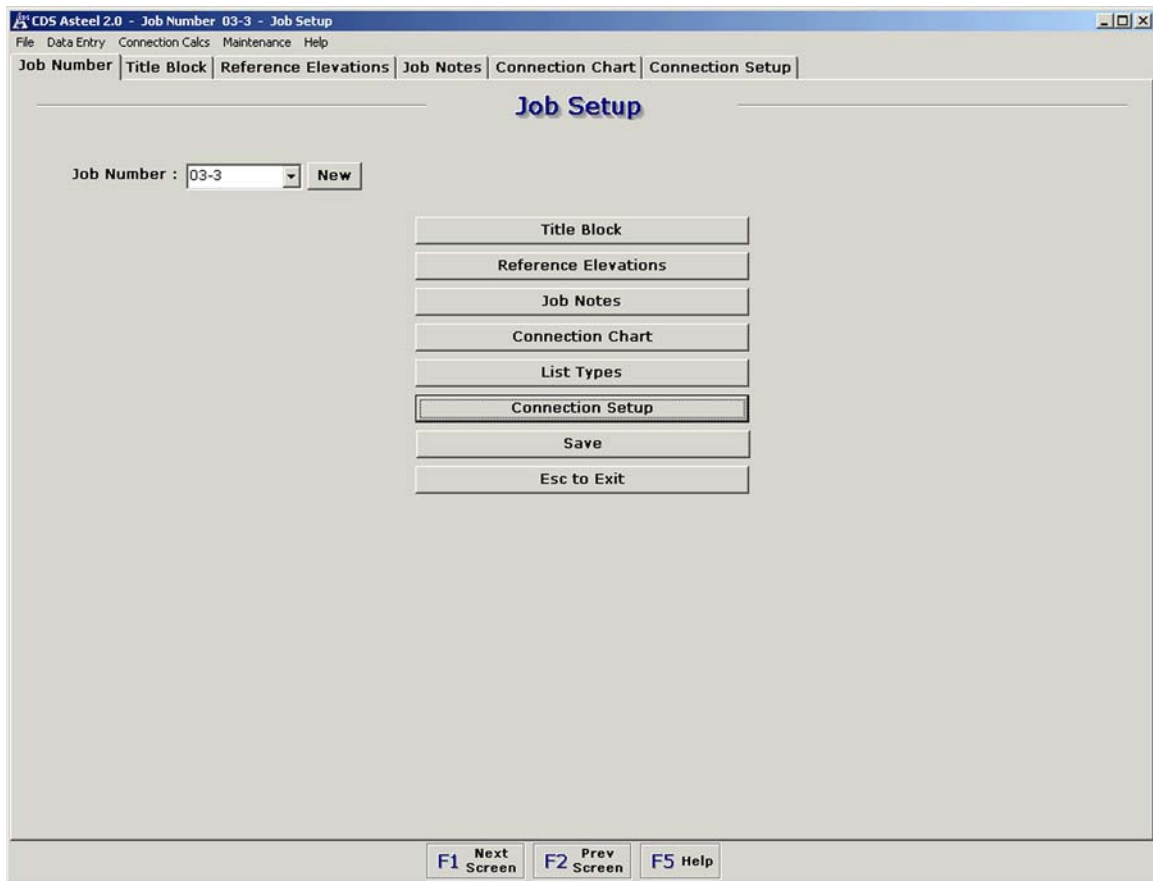 CDS Asteel 2.0 - Job Number 03-3 - Job Setup
File Data Entry Connection Calcs Maintenance Help
Job Number Title Block Reference Elevations Job Notes Connection Chart Connection Setup
Job Setup
Job Number : 03-3 New
Title Block
Reference Elevations
Job Notes
Connection Chart
List Types
Connection Setup
Save
Esc to Exit
F1 Next Screen F2 Prev Screen F5 Help